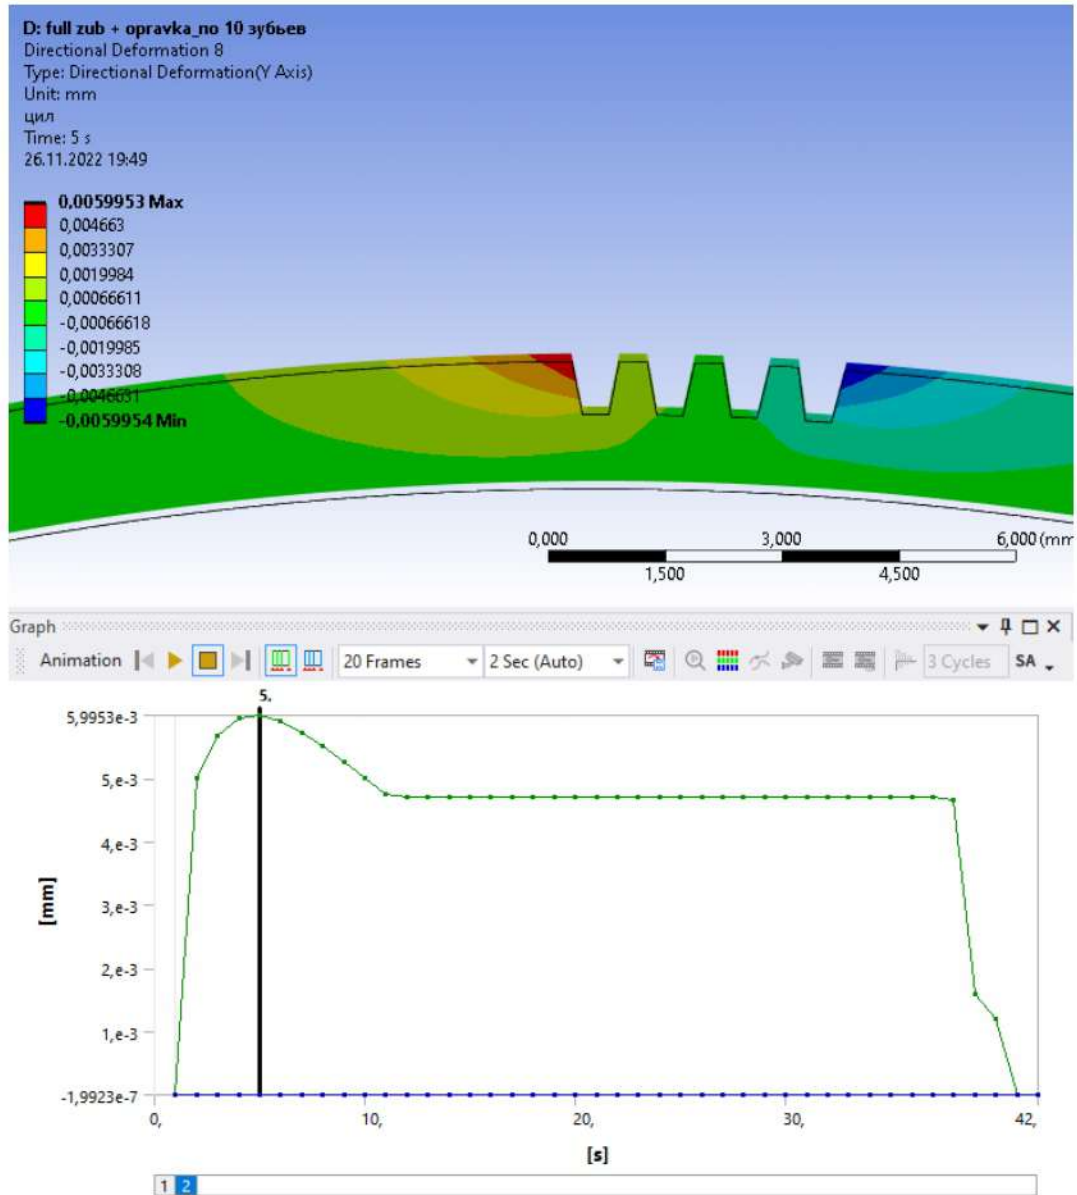 D: full zub + opravka_по 10 зубьев
Directional Deformation 8
Type: Directional Deformation(Y Axis)
Unit: mm
цил
Time: 5 s
26.11.2022 19:49
0,0059953 Max
0,004663
0,0033307
0,0019984
0,00066611
-0,00066618
-0,0019985
-0,0033308
-0,0046631
-0,0059954 Min
0,000 3,000 6,000 (mm
1,500 4,500
Graph
Animation 20 Frames 2 Sec (Auto) 3 Cycles SA
5,
5,9953e-3
5,e-3
4,e-3
3,e-3
2,e-3
1,e-3
-1,9923e-7
[mm]
0, 10, 20, 30, 42,
[s]
1 2